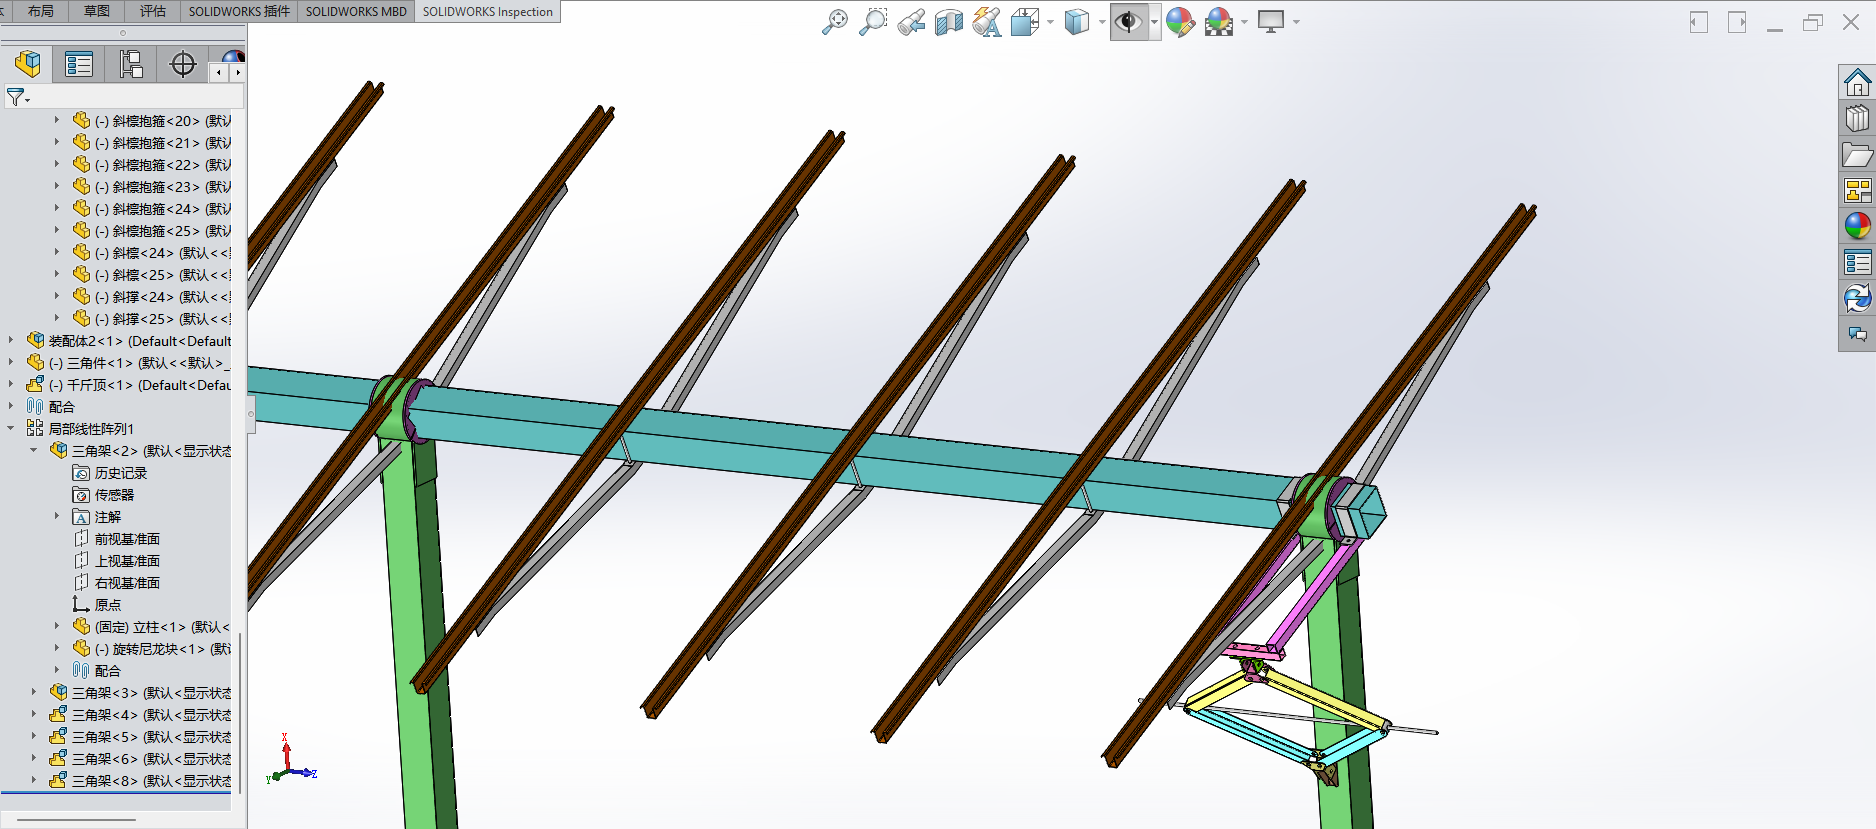 布局 草图 评估 SOLIDWORKS 插件 SOLIDWORKS MBD SOLIDWORKS Inspection
(-) 斜檩抱箍<20> (默认
(-) 斜檩抱箍<21> (默认
(-) 斜檩抱箍<22> (默认
(-) 斜檩抱箍<23> (默认
(-) 斜檩抱箍<24> (默认
(-) 斜檩抱箍<25> (默认
(-) 斜檩<24> (默认<<
(-) 斜檩<25> (默认<<
(-) 斜撑<24> (默认<<
(-) 斜撑<25> (默认<<
装配体2<1> (Default<Default
(-) 三角件<1> (默认<<默认>_
(-) 千斤顶<1> (Default<Defau
配合
局部线性阵列1
三角架<2> (默认<显示状态
历史记录
传感器
注解
前视基准面
上视基准面
右视基准面
原点
(固定) 立柱<1> (默认<
(-) 旋转尼龙块<1> (默认
配合
三角架<3> (默认<显示状态
三角架<4> (默认<显示状态
三角架<5> (默认<显示状态
三角架<6> (默认<显示状态
三角架<8> (默认<显示状态
X
Y
Z